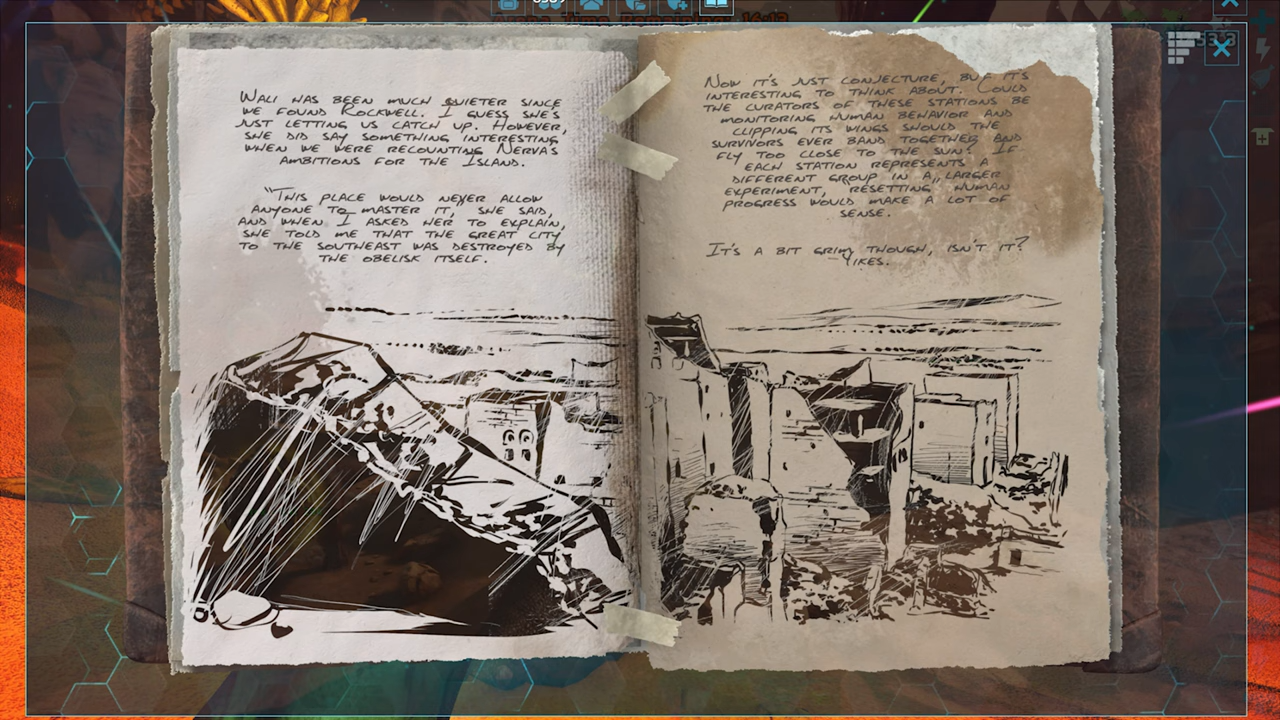 Wali has been much quieter since
we found Rockwell. I guess she's
just letting us catch up. However,
she did say something interesting
when we were recounting Nerva's
ambitions for the Island.
"This place would never allow
anyone to master it, she said,
and when I asked her to explain,
she told me that the great city
to the southeast was destroyed by
the obelisk itself.
Now it's just conjecture, but it's
interesting to think about. Could
the curators of these stations be
monitoring human behavior and
clipping its wings should the
survivors ever band together and
fly too close to the sun? If
each station represents a
different group in a larger
experiment, resetting human
progress would make a lot of
sense.
It's a bit grim though, isn't it?
Yikes.